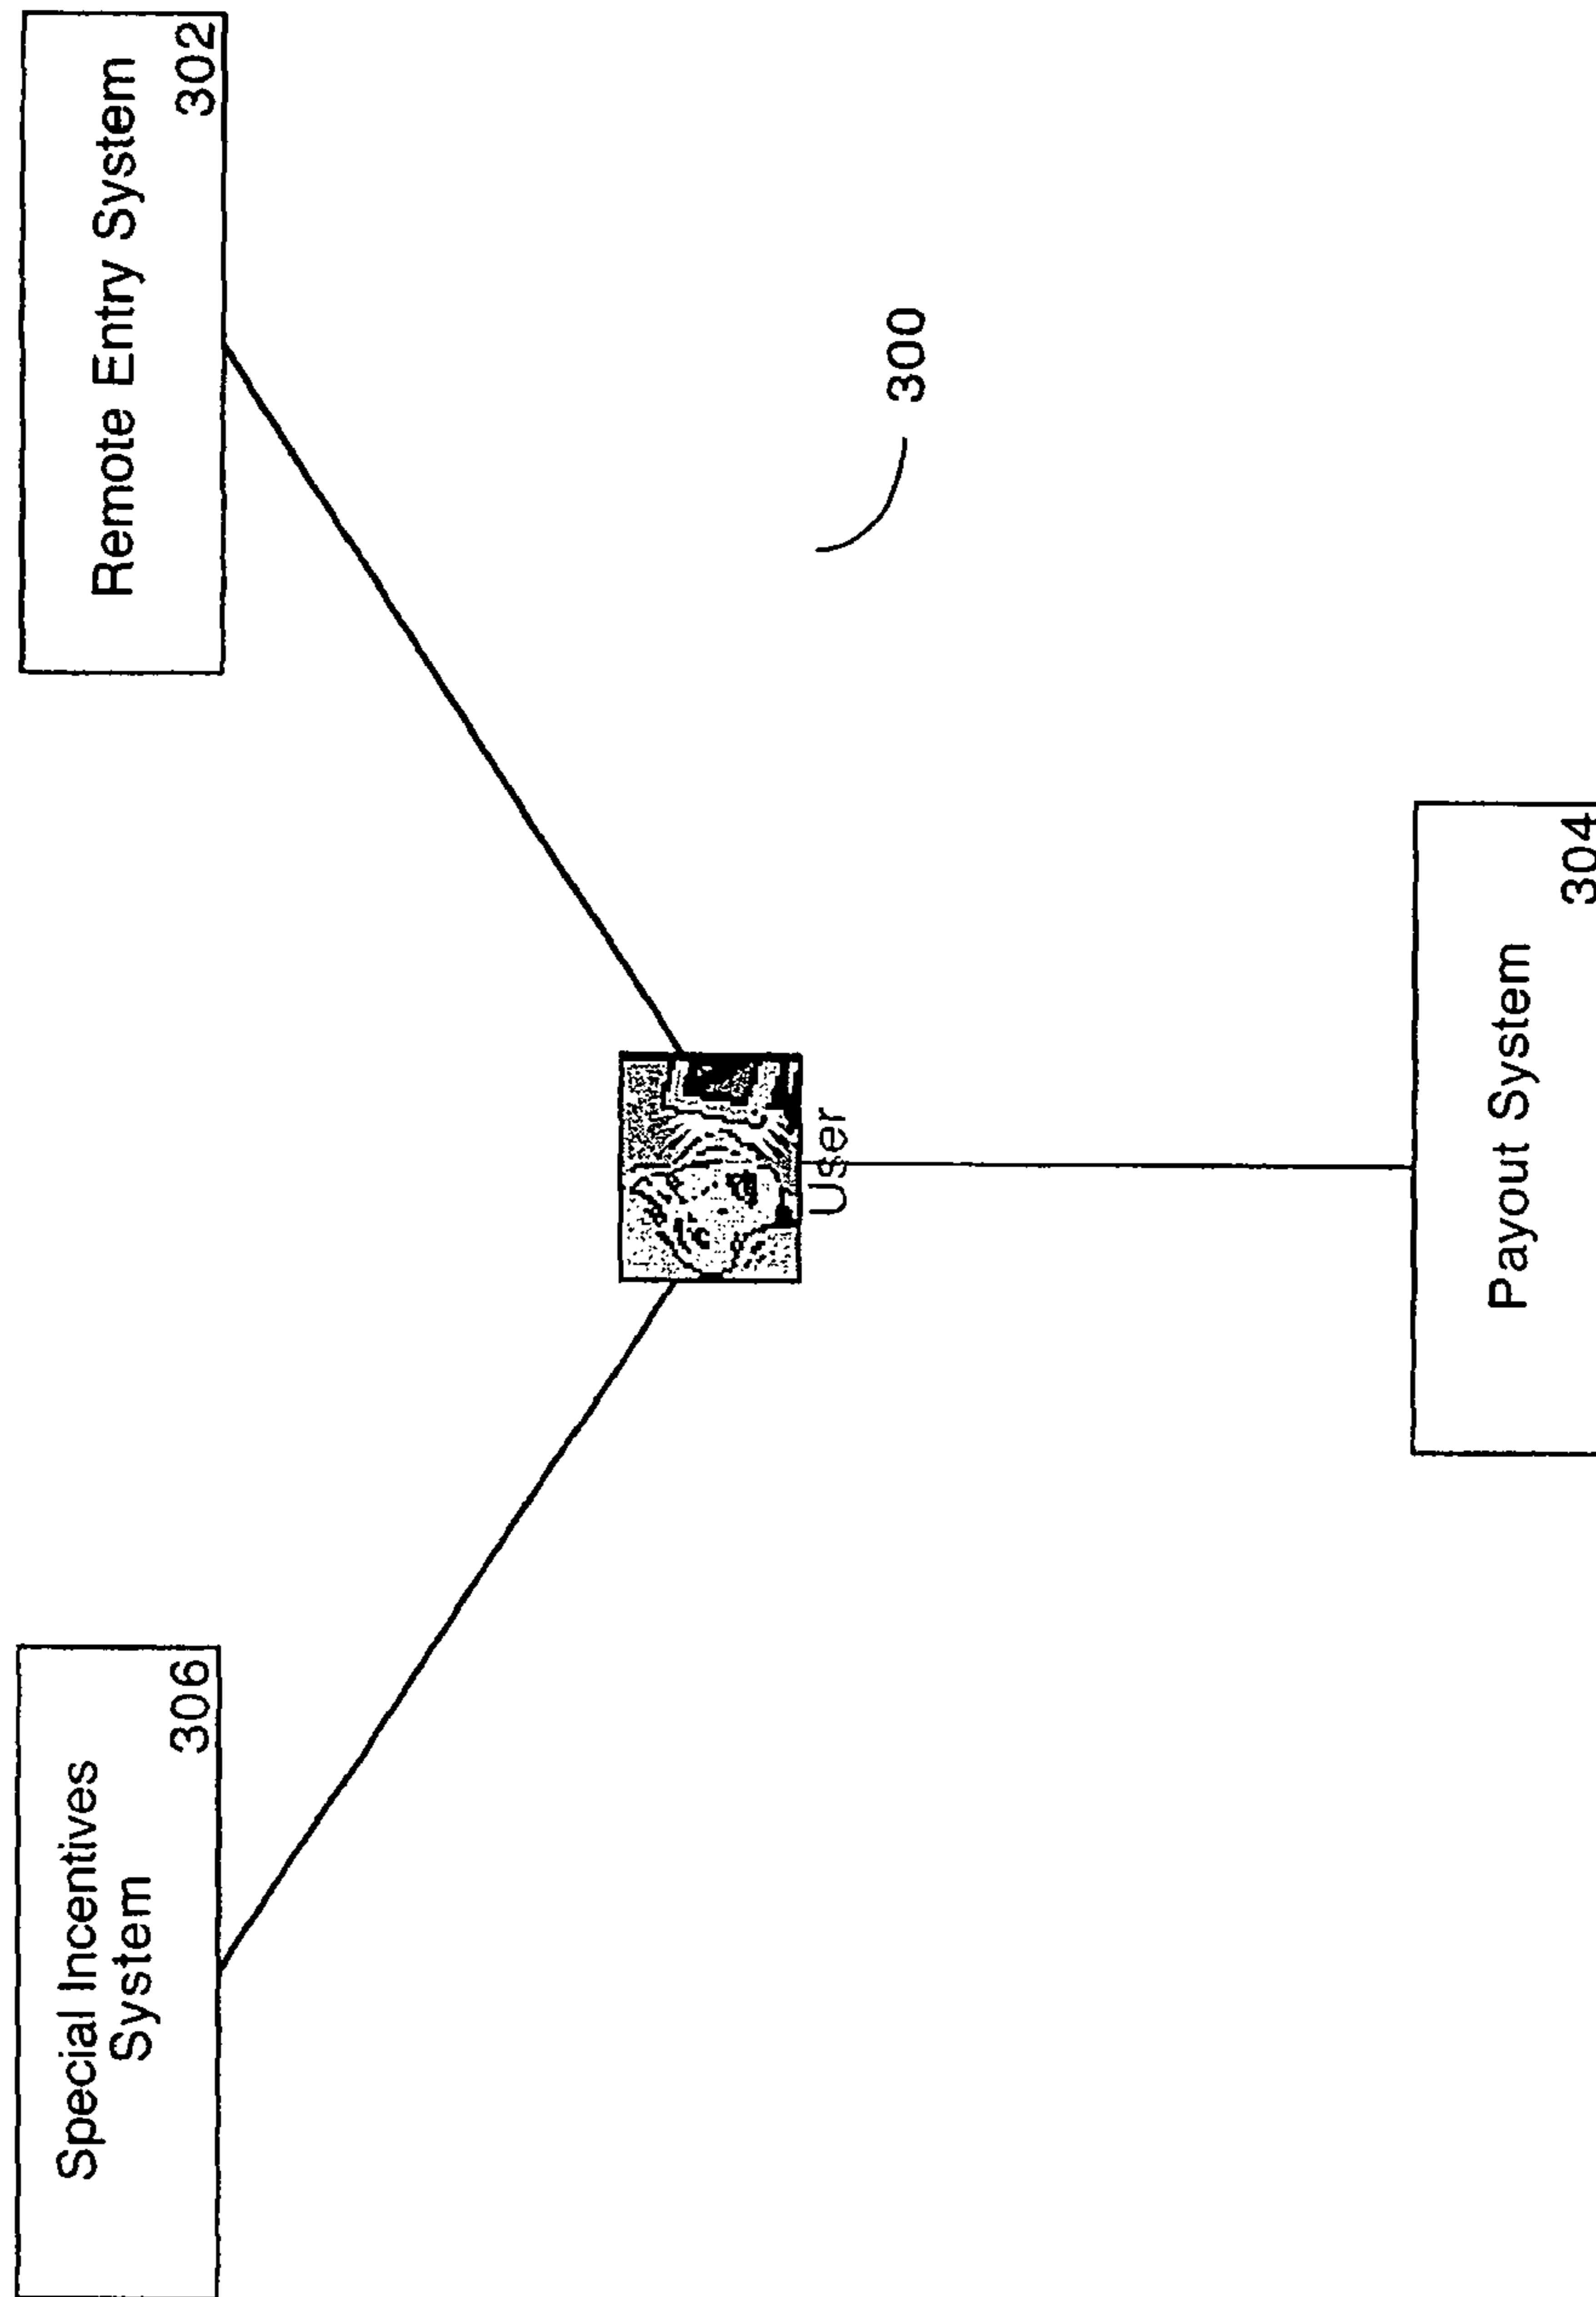 Special Incentives
System
306
Remote Entry System
302
User
300
Payout System
304